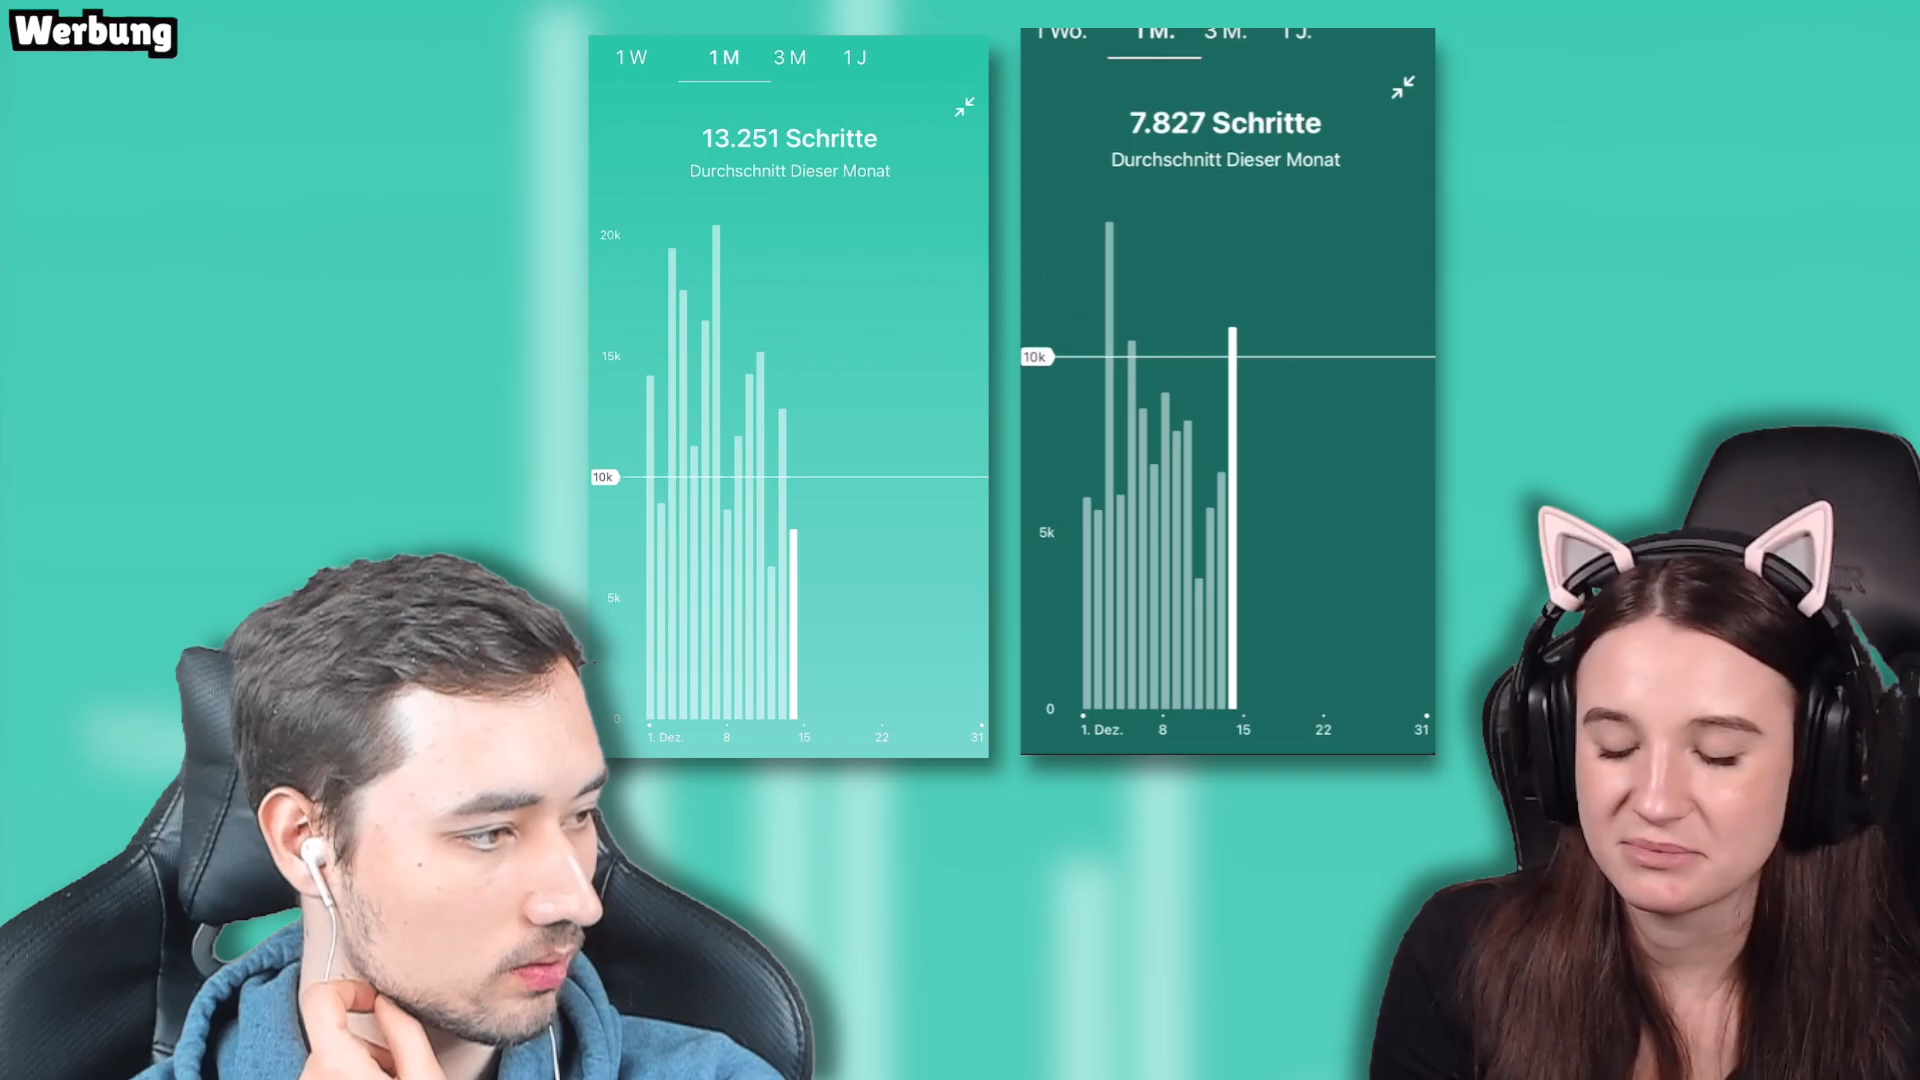 Werbung
1 W 1 M 3 M 1 J
13.251 Schritte
Durchschnitt Dieser Monat
20k
15k
10k
5k
0
1. Dez. 8 15 22 31
1 Wo. 1 M. 3 M. 1 J.
7.827 Schritte
Durchschnitt Dieser Monat
10k
5k
0
1. Dez. 8 15 22 31